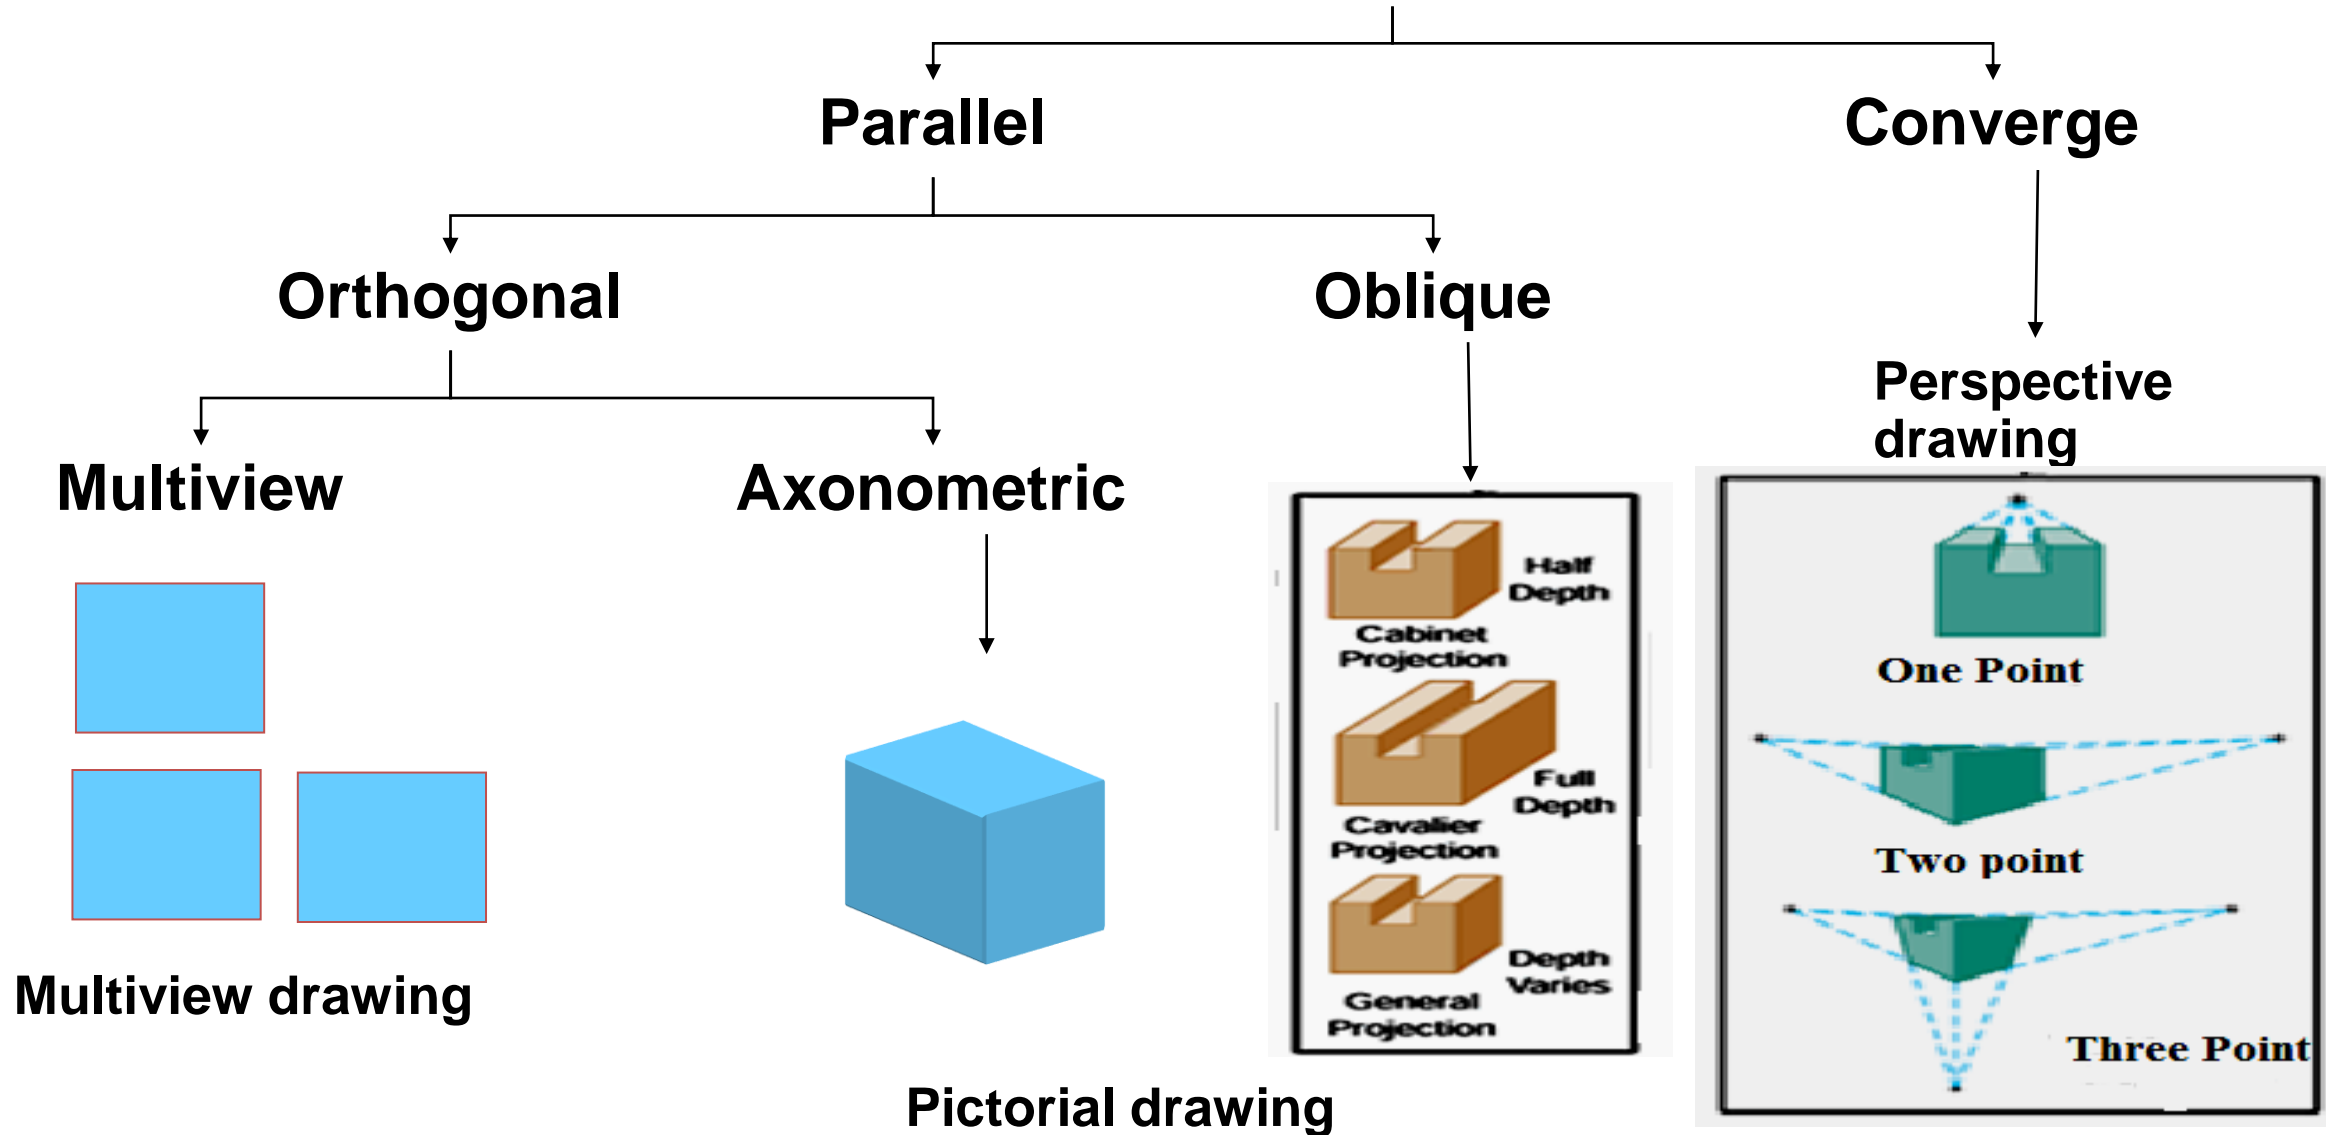 Parallel
Converge
Orthogonal
Oblique
Perspective
drawing
Multiview
Axonometric
Half
Depth
Cabinet
Projection
Full
Depth
Cavalier
Projection
Depth
Varies
General
Projection
One Point
Two point
Three Point
Multiview drawing
Pictorial drawing